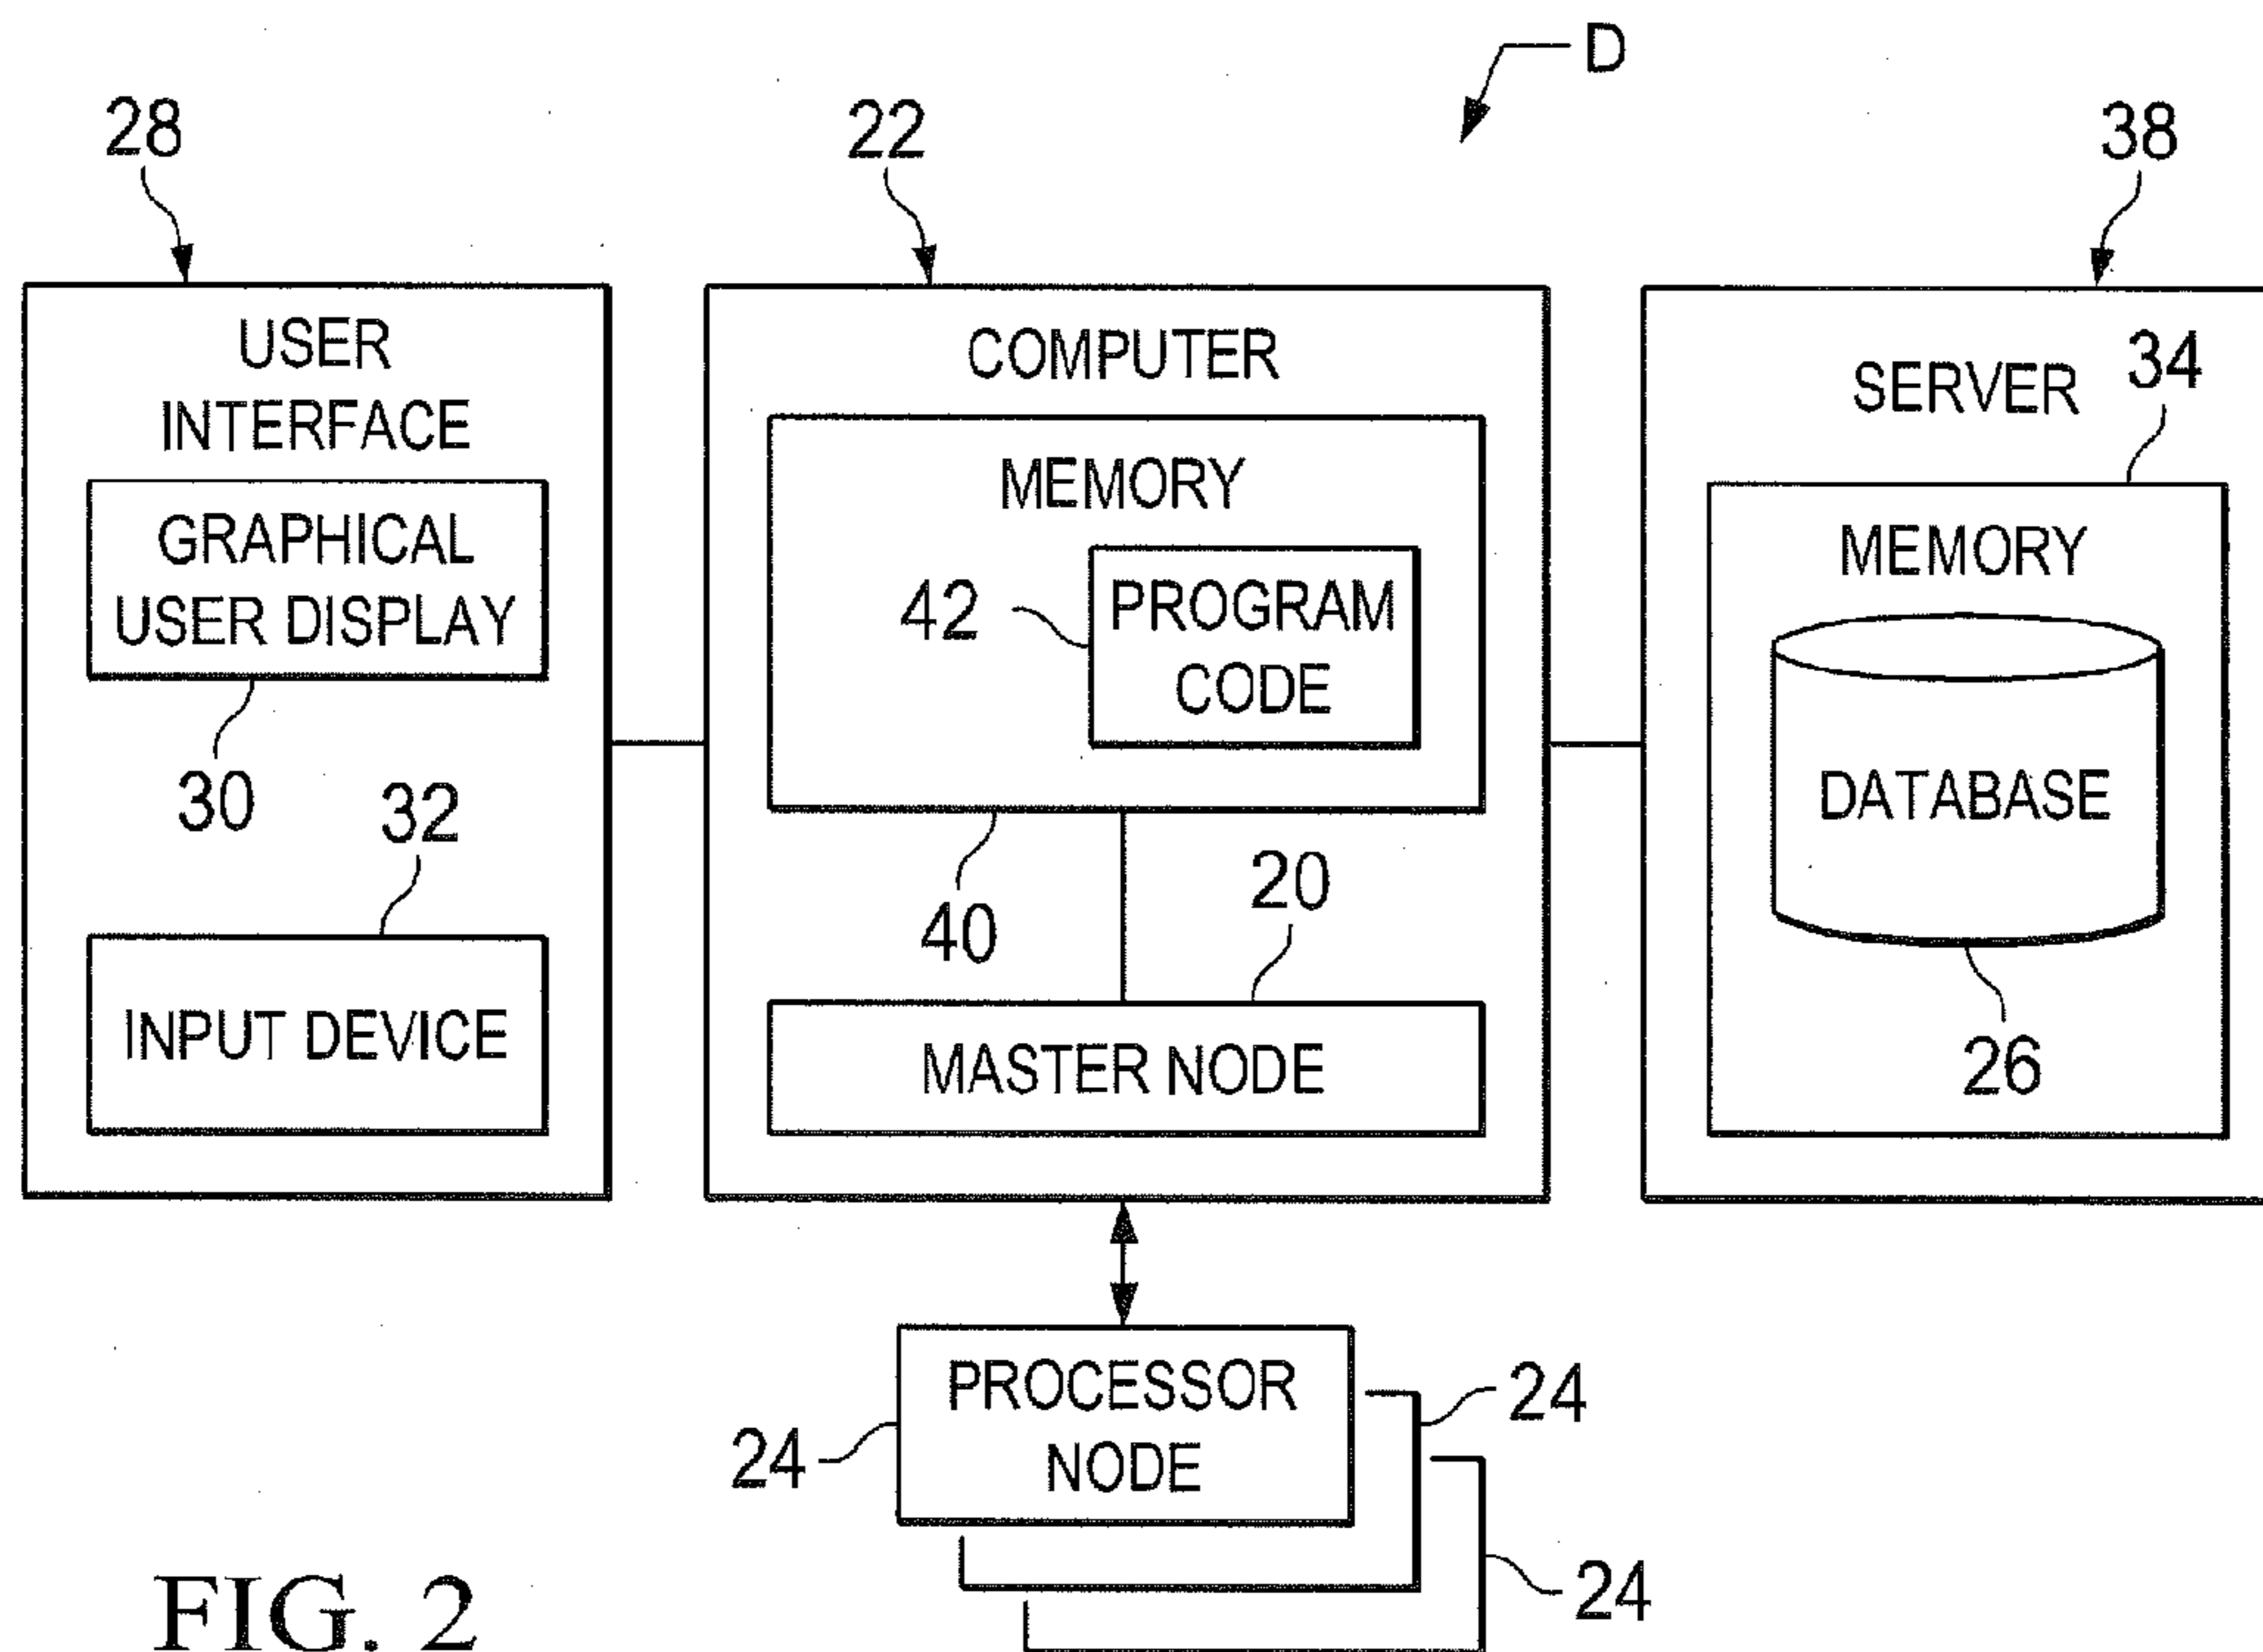 D
28
22
38
USER
INTERFACE
GRAPHICAL
USER DISPLAY
30
32
INPUT DEVICE
COMPUTER
MEMORY
42
PROGRAM
CODE
40
20
MASTER NODE
SERVER
34
MEMORY
DATABASE
26
PROCESSOR
NODE
24
24
24
FIG. 2